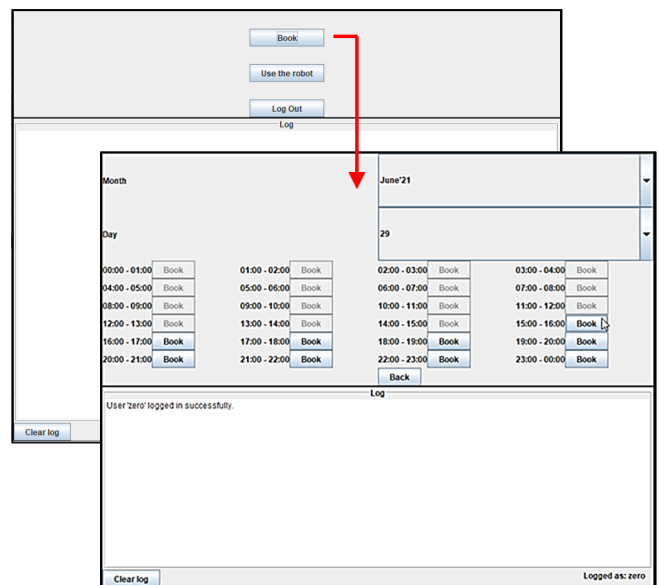 Book
Use the robot
Log Out
Log
Clear log
Month June'21
Day 29
00:00 - 01:00 Book 01:00 - 02:00 Book 02:00 - 03:00 Book 03:00 - 04:00 Book
04:00 - 05:00 Book 05:00 - 06:00 Book 06:00 - 07:00 Book 07:00 - 08:00 Book
08:00 - 09:00 Book 09:00 - 10:00 Book 10:00 - 11:00 Book 11:00 - 12:00 Book
12:00 - 13:00 Book 13:00 - 14:00 Book 14:00 - 15:00 Book 15:00 - 16:00 Book
16:00 - 17:00 Book 17:00 - 18:00 Book 18:00 - 19:00 Book 19:00 - 20:00 Book
20:00 - 21:00 Book 21:00 - 22:00 Book 22:00 - 23:00 Book 23:00 - 00:00 Book
Back
Log
User 'zero' logged in successfully.
Clear log Logged as: zero